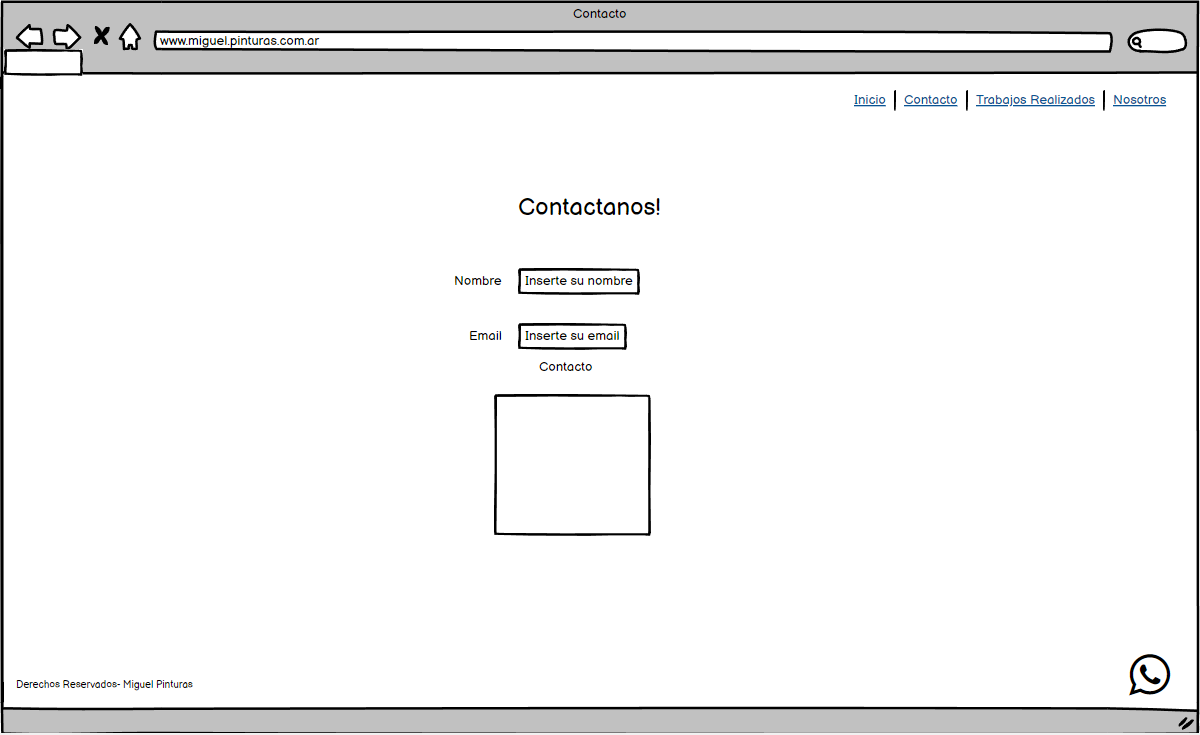 Contacto
www.miguel.pinturas.com.ar
Inicio Contacto Trabajos Realizados Nosotros
Contactanos!
Nombre Inserte su nombre
Email Inserte su email
Contacto
Derechos Reservados- Miguel Pinturas